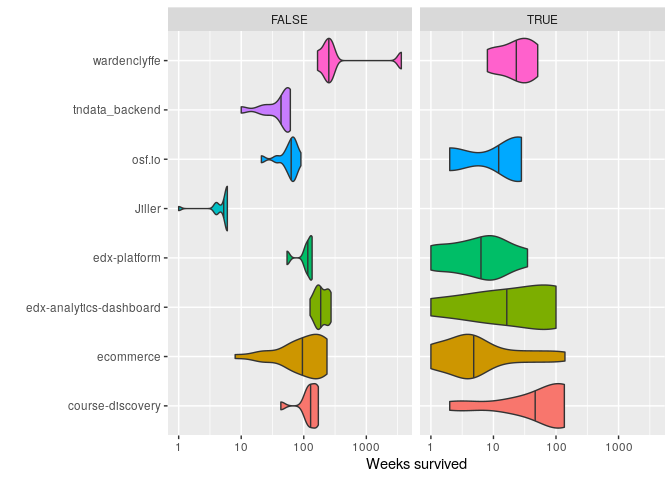 FALSE TRUE
wardenclyffe
tndata_backend
osf.io
Jiller
edx-platform
edx-analytics-dashboard
ecommerce
course-discovery
1 10 100 1000 1 10 100 1000
Weeks survived